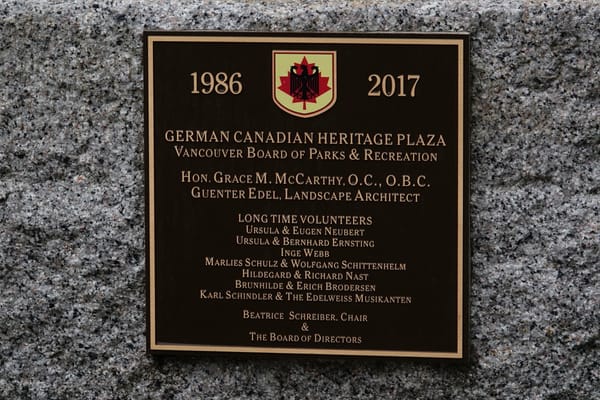 1986 2017
GERMAN CANADIAN HERITAGE PLAZA
VANCOUVER BOARD OF PARKS & RECREATION
HON. GRACE M. MCCARTHY, O.C., O.B.C.
GUENTER EDEL, LANDSCAPE ARCHITECT
LONG TIME VOLUNTEERS
URSULA & EUGEN NEUBERT
URSULA & BERNHARD ERNSTING
INGE WEBB
MARLIES SCHULZ & WOLFGANG SCHITTENHELM
HILDEGARD & RICHARD NAST
BRUNHILDE & ERICH BRODERSEN
KARL SCHINDLER & THE EDELWEISS MUSIKANTEN
BEATRICE SCHREIBER, CHAIR
&
THE BOARD OF DIRECTORS